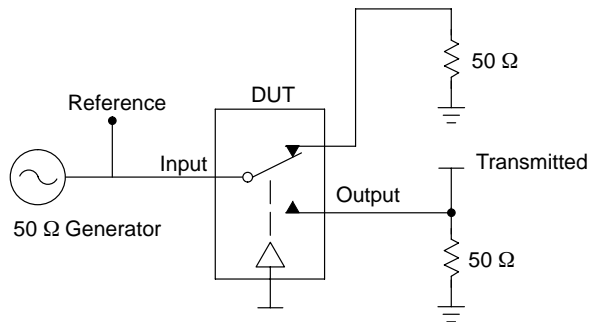 50 Ω
DUT
Reference
Input
Transmitted
Output
50 Ω Generator
50 Ω